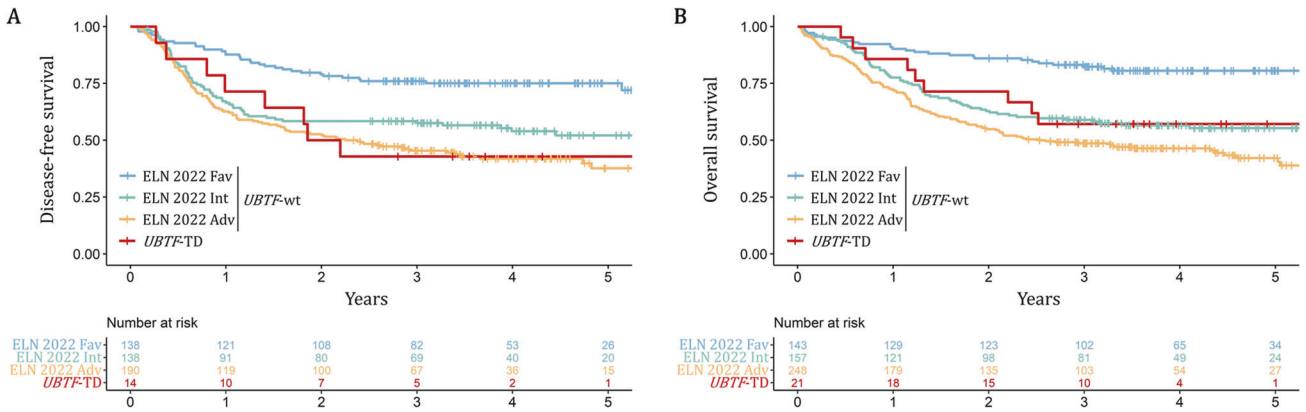 A
Disease-free survival
1.00
0.75
0.50
0.25
0.00
ELN 2022 Fav
ELN 2022 Int
ELN 2022 Adv
UBTF-wt
UBTF-TD
0 1 2 3 4 5
Years
Number at risk
ELN 2022 Fav 138 121 108 82 53 26
ELN 2022 Int 138 91 80 69 40 20
ELN 2022 Adv 190 119 100 67 36 15
UBTF-TD 14 10 7 5 2 1
0 1 2 3 4 5
B
Overall survival
1.00
0.75
0.50
0.25
0.00
ELN 2022 Fav
ELN 2022 Int
ELN 2022 Adv
UBTF-wt
UBTF-TD
0 1 2 3 4 5
Years
Number at risk
ELN 2022 Fav 143 129 123 102 65 34
ELN 2022 Int 157 121 98 81 49 24
ELN 2022 Adv 248 179 135 103 54 27
UBTF-TD 21 18 15 10 4 1
0 1 2 3 4 5